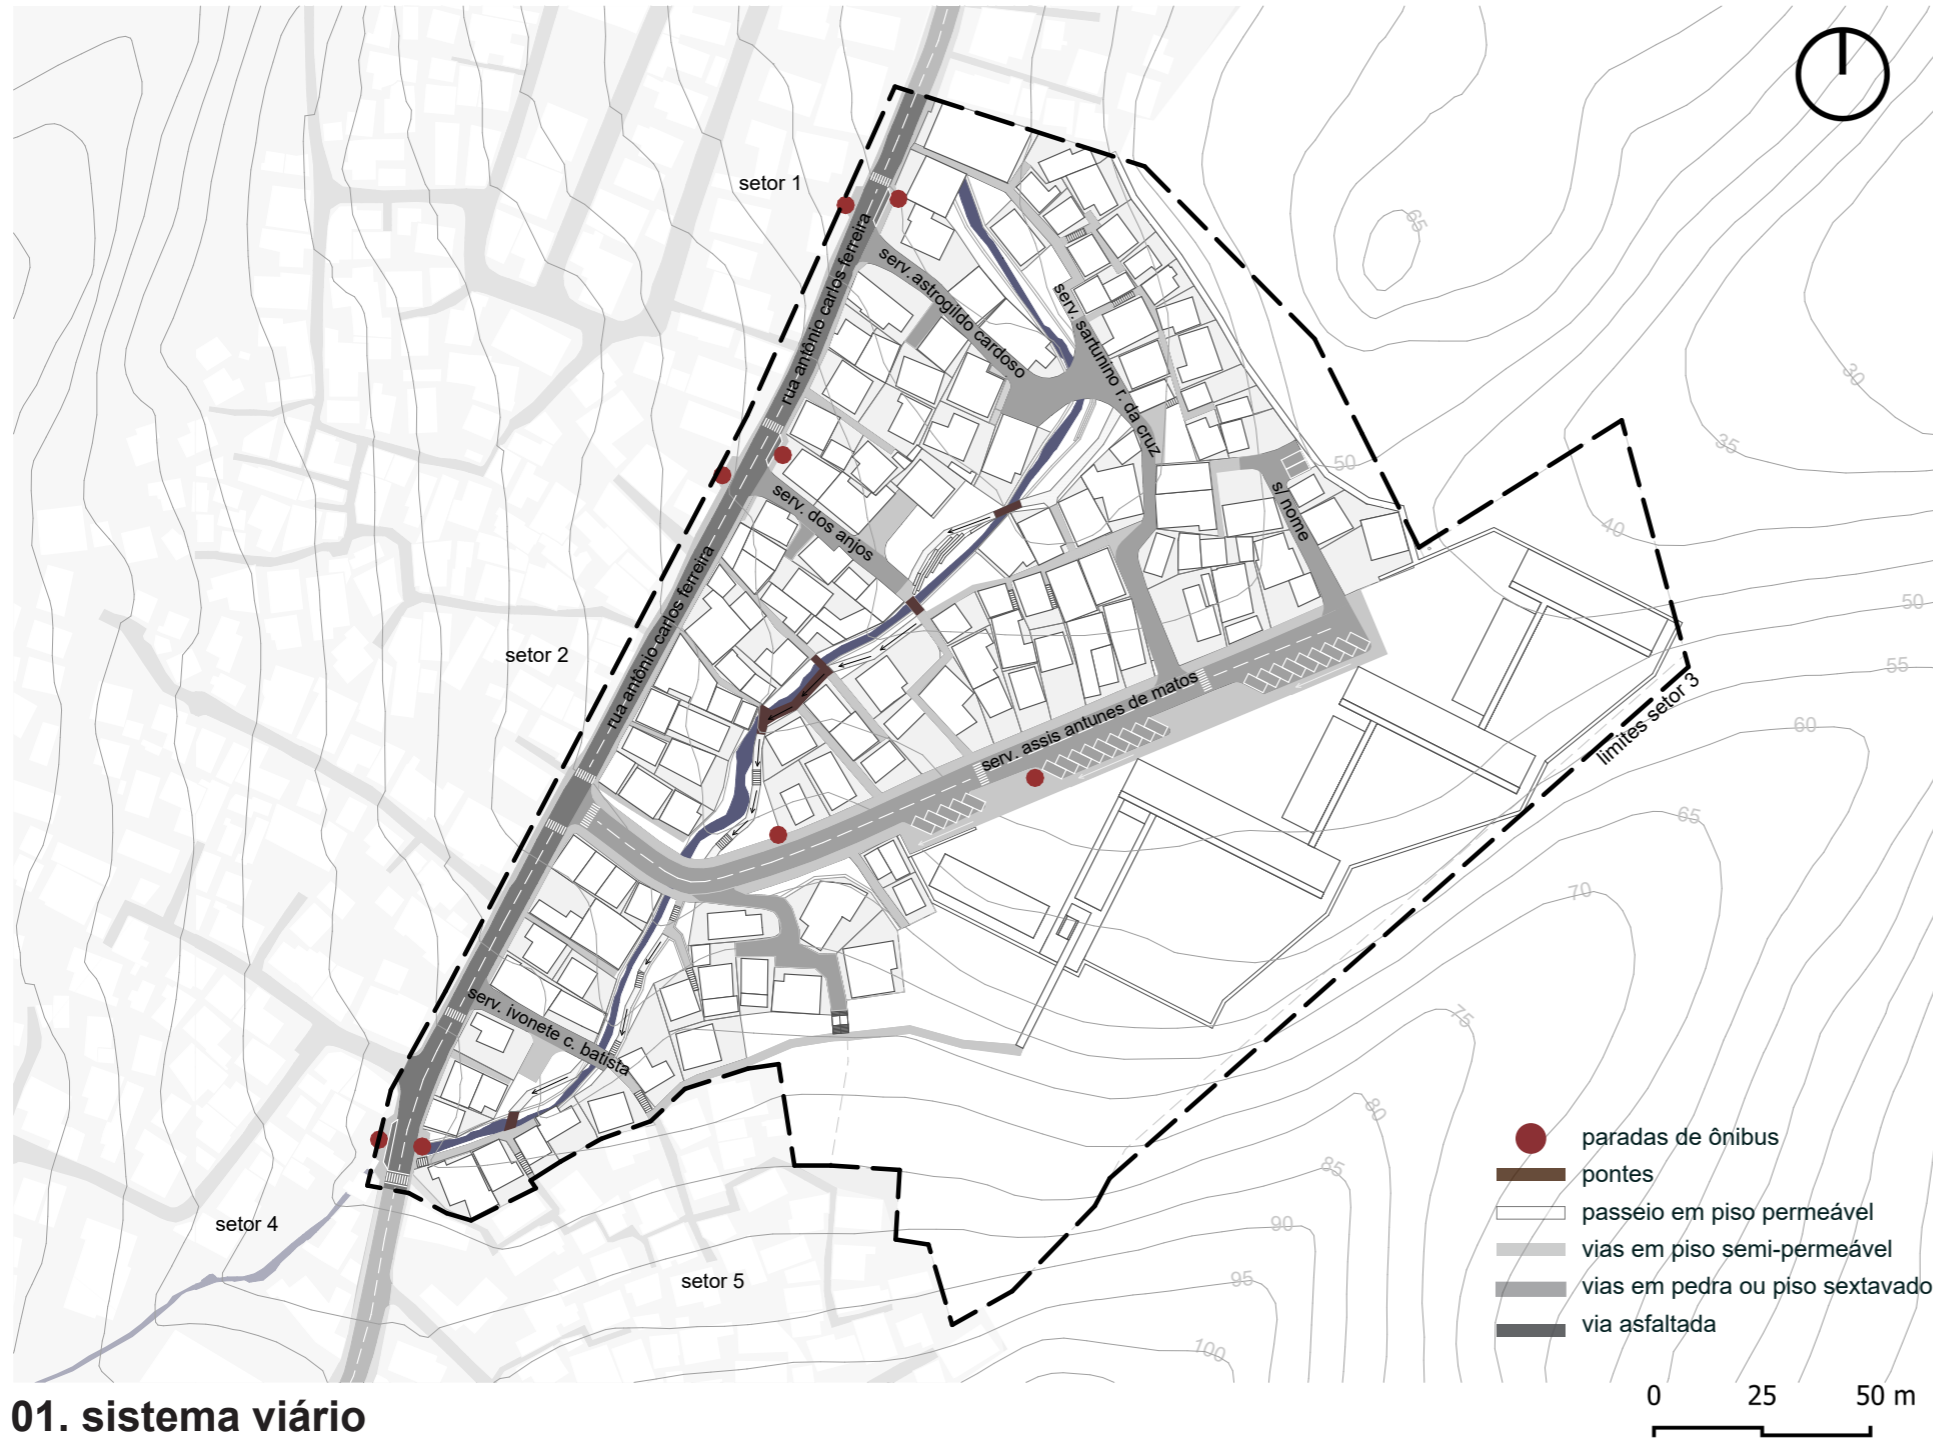 setor 1
rua antônio carlos ferreira
serv. astrogildo cardoso
serv. sartunino r. da cruz
65
30
35
50
40
s/ nome
serv. dos anjos
rua antônio carlos ferreira
setor 2
50
55
60
65
70
75
80
85
90
95
100
serv. assis antunes de matos
limites setor 3
serv. ivonete c. batista
setor 4
setor 5
paradas de ônibus
pontes
passeio em piso permeável
vias em piso semi-permeável
vias em pedra ou piso sextavado
via asfaltada
0 25 50 m
01. sistema viário